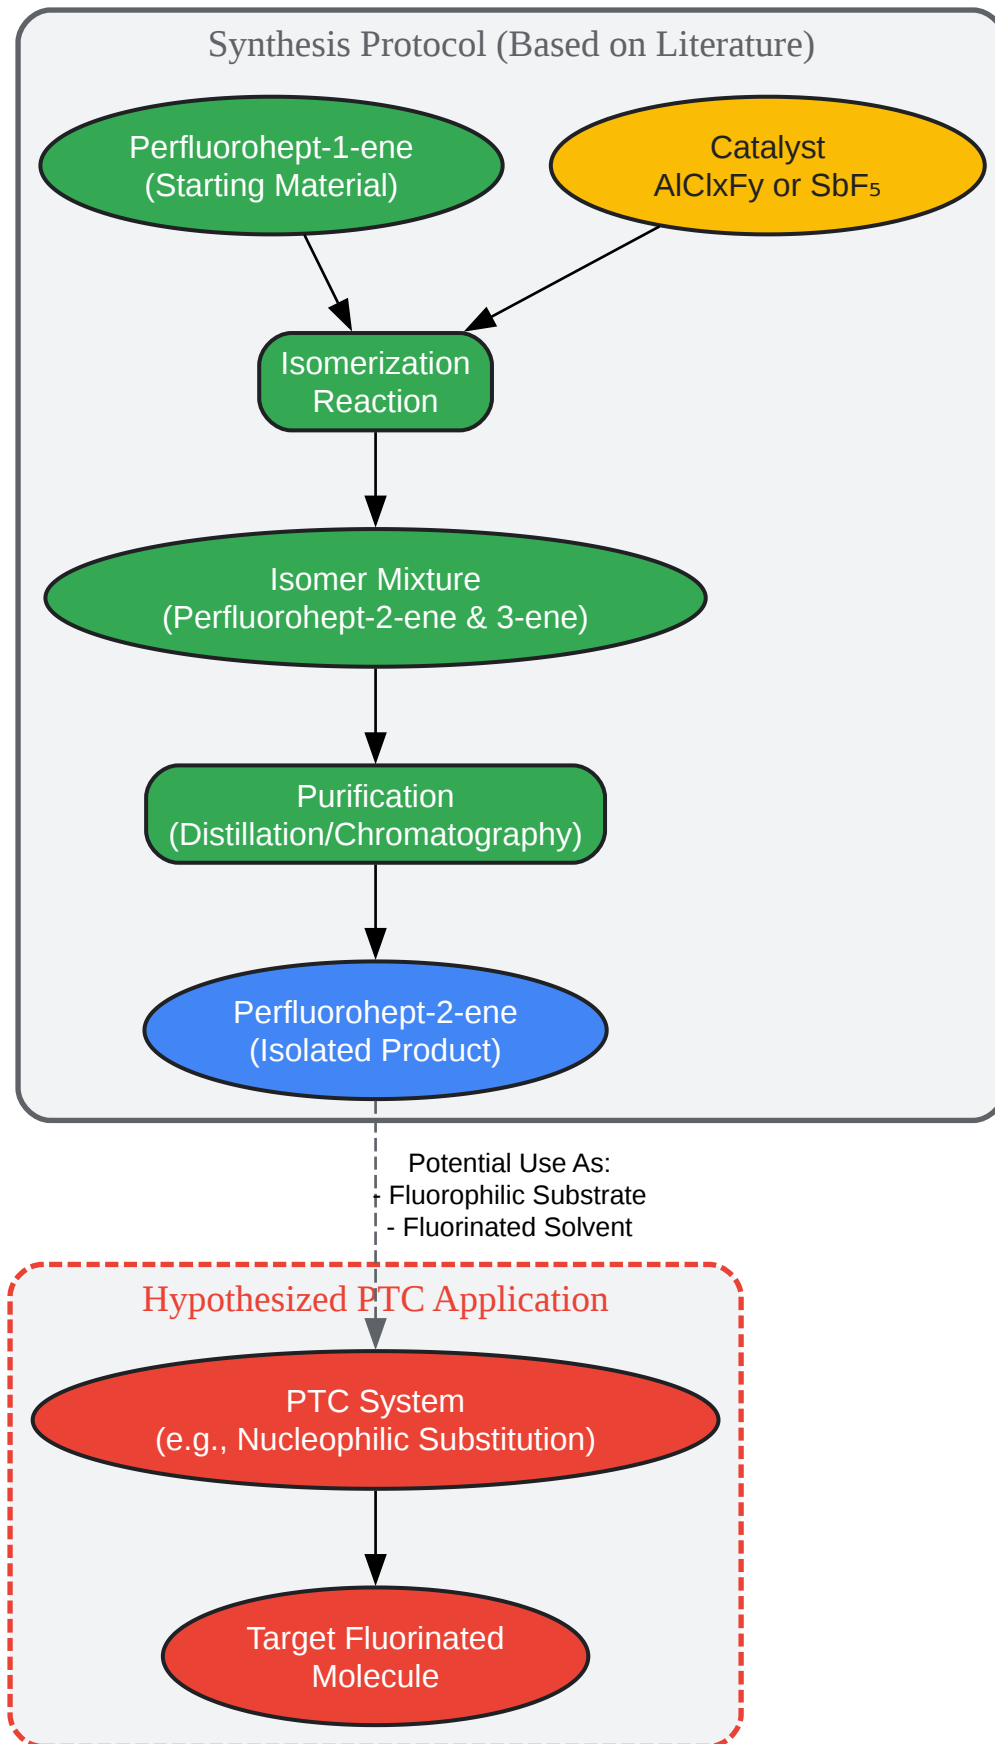 Synthesis Protocol (Based on Literature)
Perfluorohept-1-ene
(Starting Material)
Catalyst
AlClxFy or SbF₅
Isomerization
Reaction
Isomer Mixture
(Perfluorohept-2-ene & 3-ene)
Purification
(Distillation/Chromatography)
Perfluorohept-2-ene
(Isolated Product)
Potential Use As:
- Fluorophilic Substrate
- Fluorinated Solvent
Hypothesized PTC Application
PTC System
(e.g., Nucleophilic Substitution)
Target Fluorinated
Molecule